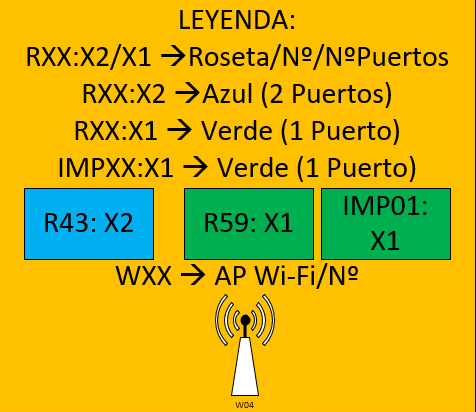 LEYENDA:
RXX:X2/X1 →Roseta/Nº/NºPuertos
RXX:X2 →Azul (2 Puertos)
RXX:X1 → Verde (1 Puerto)
IMPXX:X1 → Verde (1 Puerto)
R43: X2
R59: X1
IMP01:
X1
WXX → AP Wi-Fi/Nº
W04